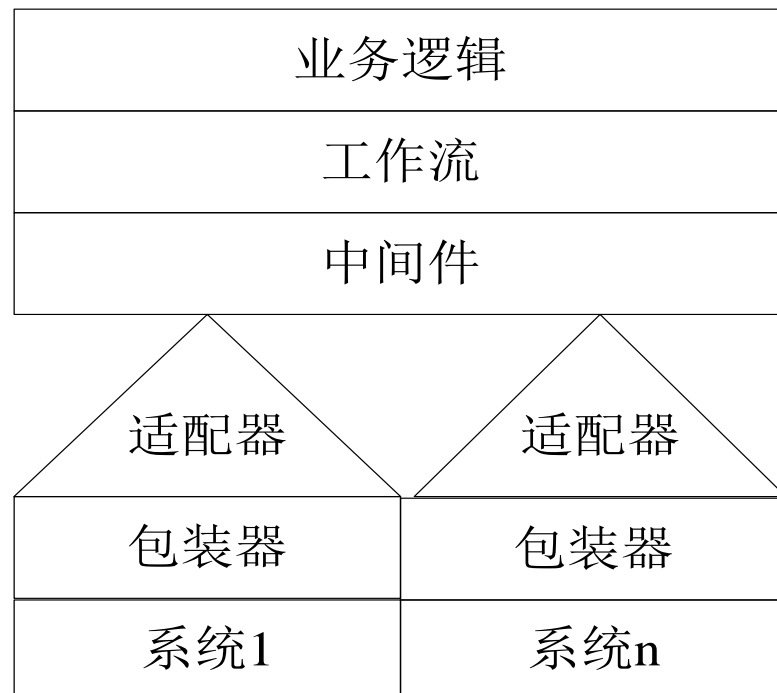 业务逻辑
工作流
中间件
适配器 适配器
包装器 包装器
系统1 系统n